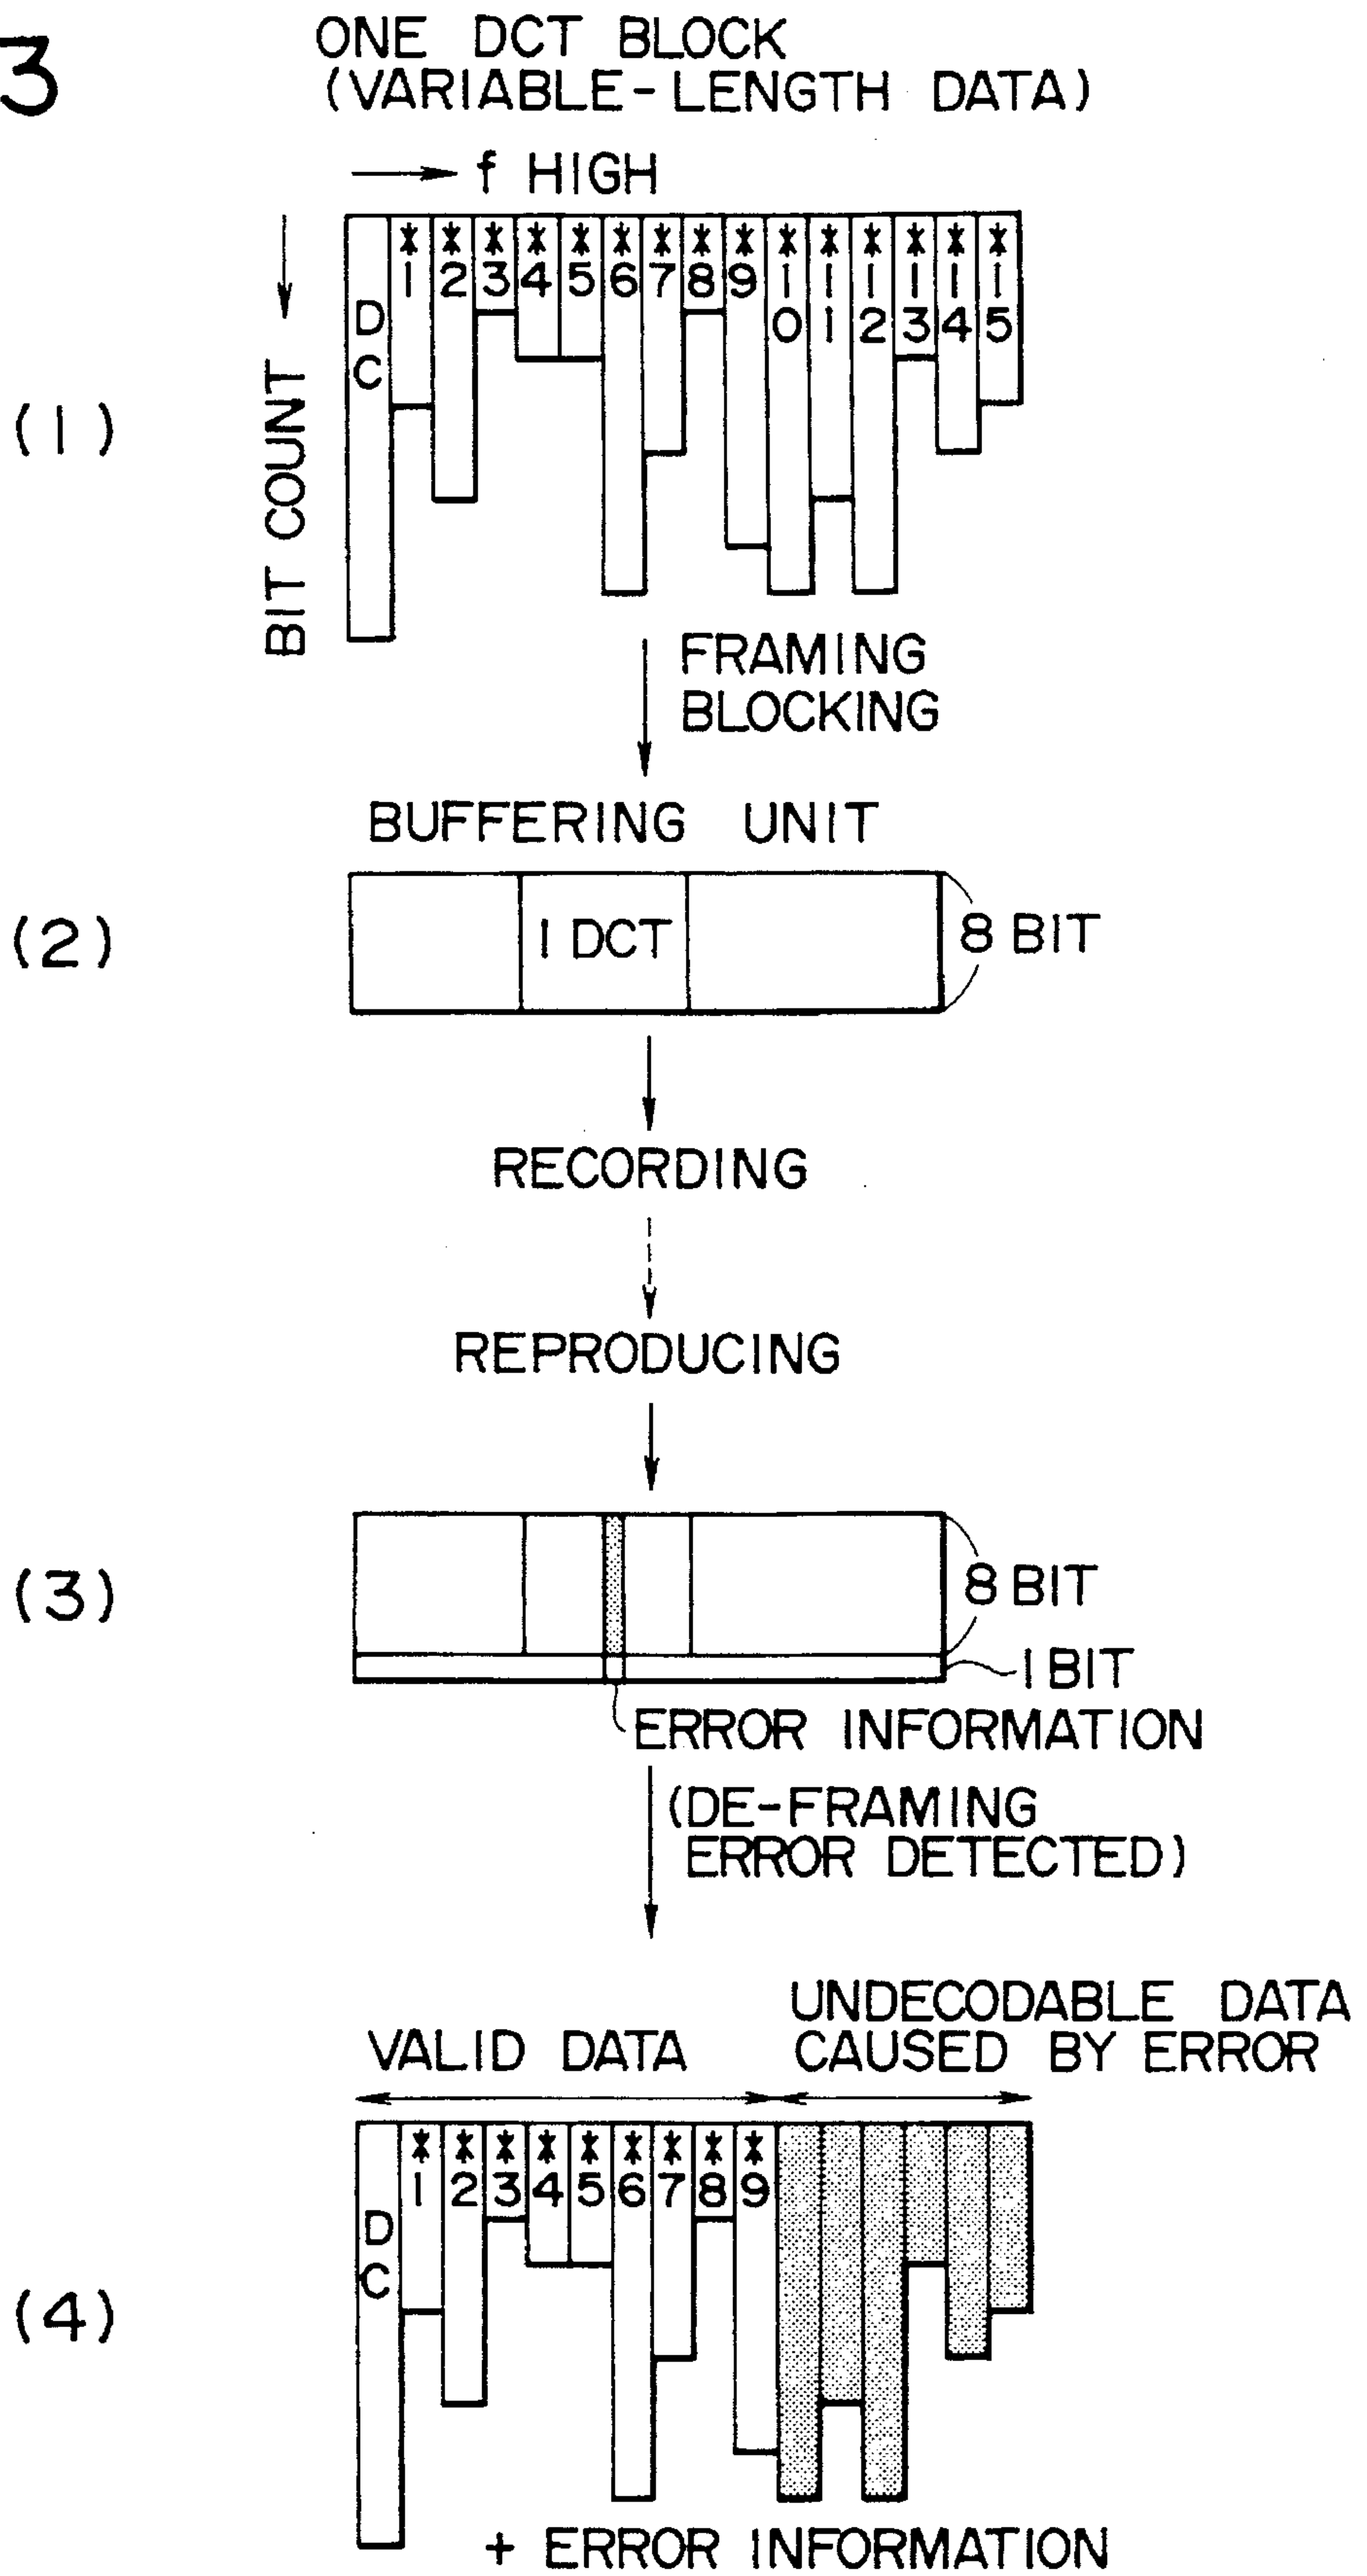 3
ONE DCT BLOCK
(VARIABLE-LENGTH DATA)
f HIGH
BIT COUNT
(1)
DC *1 *2 *3 *4 *5 *6 *7 *8 *9 *10 *11 *12 *13 *14 *15
FRAMING
BLOCKING
BUFFERING UNIT
(2)
1 DCT
8 BIT
RECORDING
REPRODUCING
(3)
8 BIT
1 BIT
ERROR INFORMATION
(DE-FRAMING
ERROR DETECTED)
UNDECODABLE DATA
VALID DATA
CAUSED BY ERROR
(4)
DC *1 *2 *3 *4 *5 *6 *7 *8 *9
+ ERROR INFORMATION